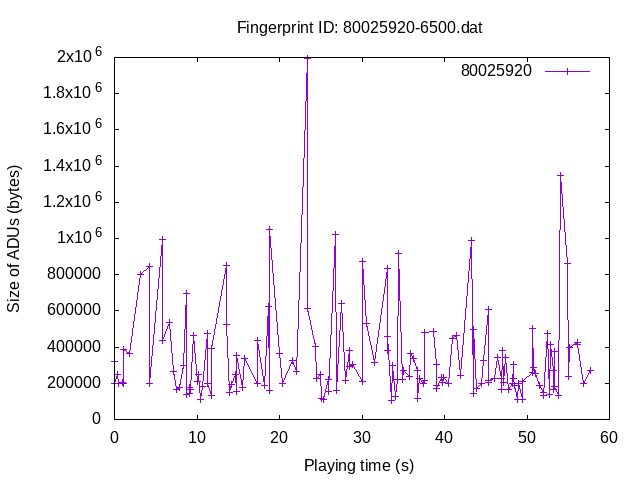 Fingerprint ID: 80025920-6500.dat
80025920
2x10^6
1.8x10^6
1.6x10^6
1.4x10^6
1.2x10^6
1x10^6
800000
600000
400000
200000
0
0 10 20 30 40 50 60
Size of ADUs (bytes)
Playing time (s)